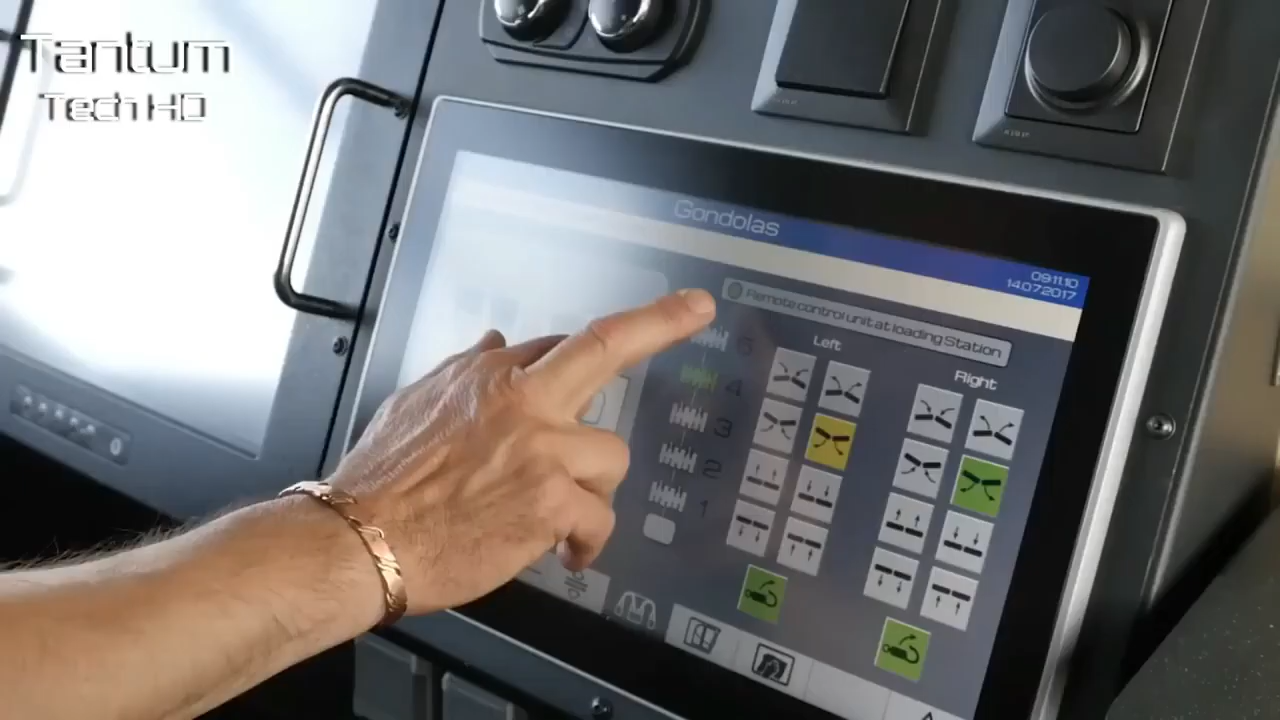 Tantum
Tech HD
Gondolas
09:11:10
14.07.2017
Remote control unit at loading Station
Left
Right
5
4
3
2
1